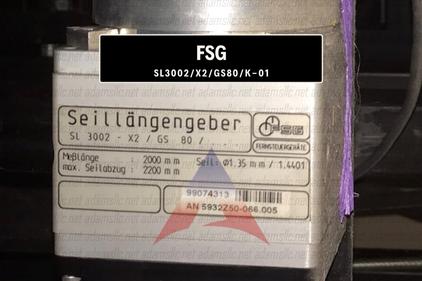 FSG
SL3002/X2/GS80/K-01
Seillängengeber
SL 3002 - X2 / GS 80 /
FSG
FERNSTEUERGERÄTE
Meßlänge : 2000 mm Seil: Ø1,35 mm / 1.4401
max. Seilabzug : 2200 mm
99074313
AN 5932Z50-066.005